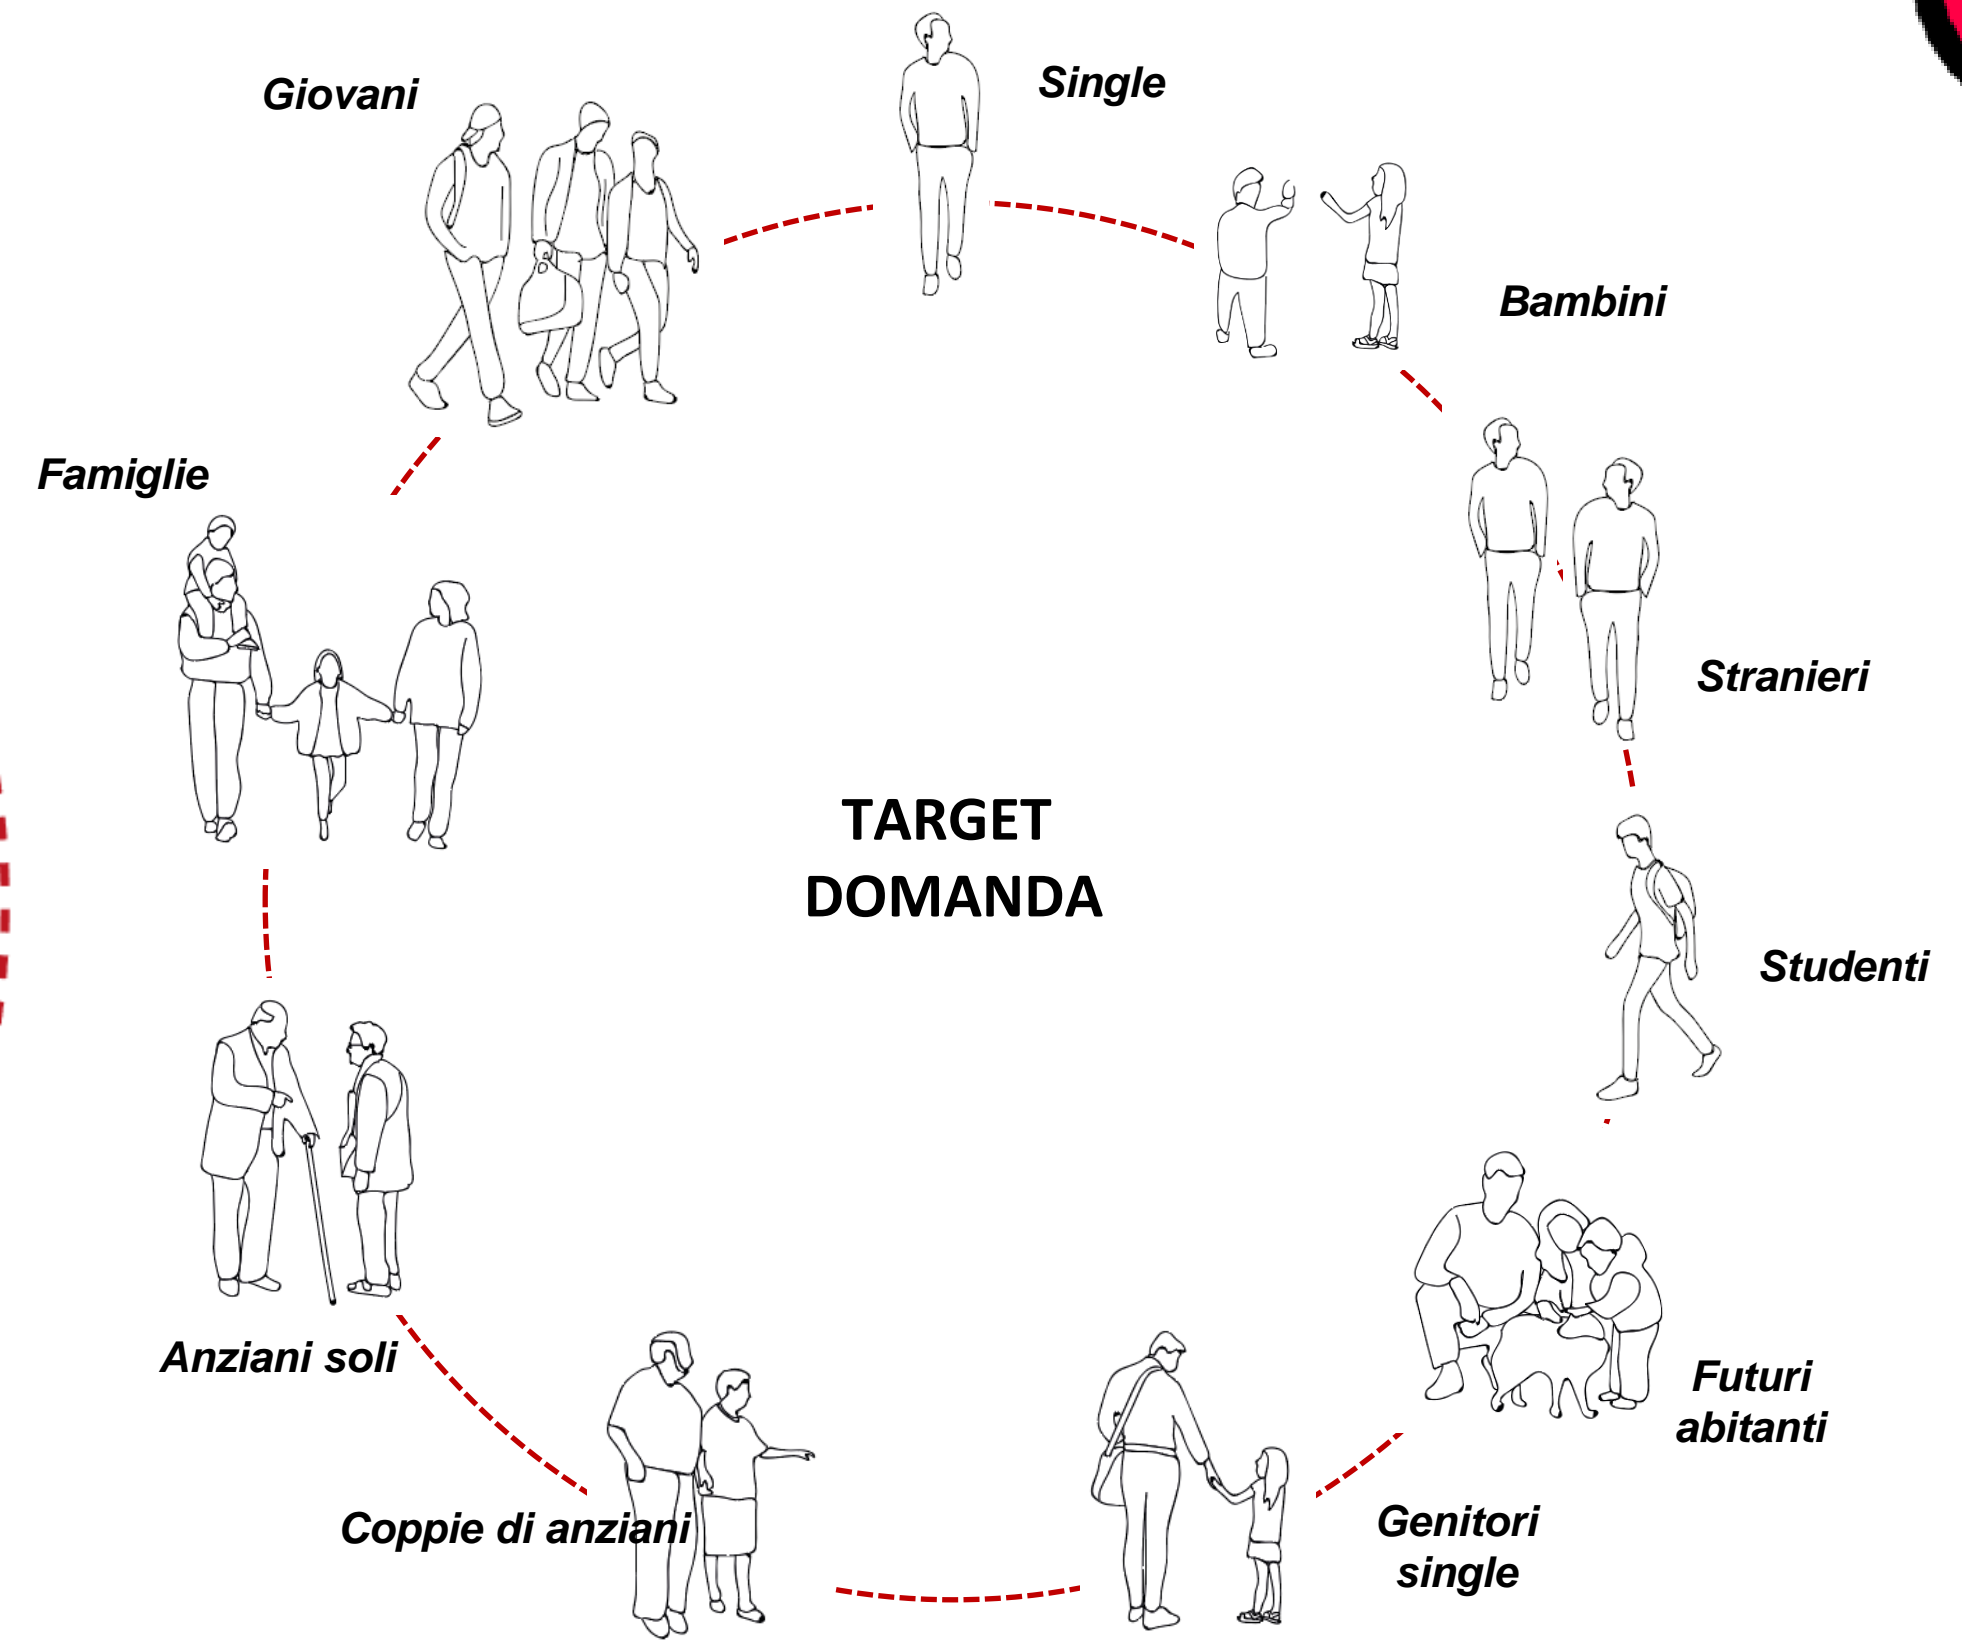 Single
Giovani
Bambini
Famiglie
Stranieri
TARGET
DOMANDA
Studenti
Anziani soli
Futuri
abitanti
Coppie di anziani
Genitori
single